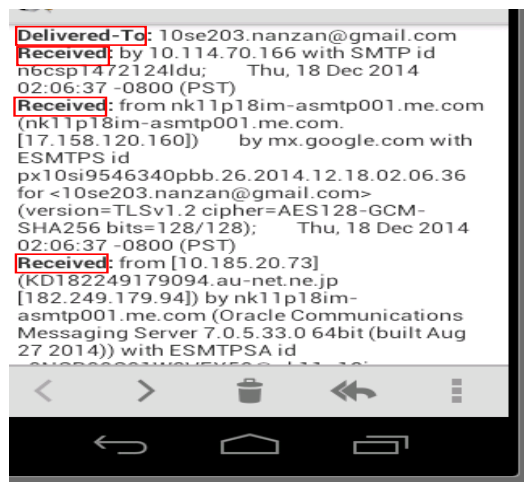 Delivered-To: 10se203.nanzan@gmail.com
Received: by 10.114.70.166 with SMTP id
n6csp1472124ldu; Thu, 18 Dec 2014
02:06:37 -0800 (PST)
Received: from nk11p18im-asmtp001.me.com
(nk11p18im-asmtp001.me.com.
[17.158.120.160]) by mx.google.com with
ESMTPS id
px10si9546340pbb.26.2014.12.18.02.06.36
for <10se203.nanzan@gmail.com>
(version=TLSv1.2 cipher=AES128-GCM-
SHA256 bits=128/128); Thu, 18 Dec 2014
02:06:37 -0800 (PST)
Received: from [10.185.20.73]
(KD182249179094.au-net.ne.jp
[182.249.179.94]) by nk11p18im-
asmtp001.me.com (Oracle Communications
Messaging Server 7.0.5.33.0 64bit (built Aug
27 2014)) with ESMTPSA id